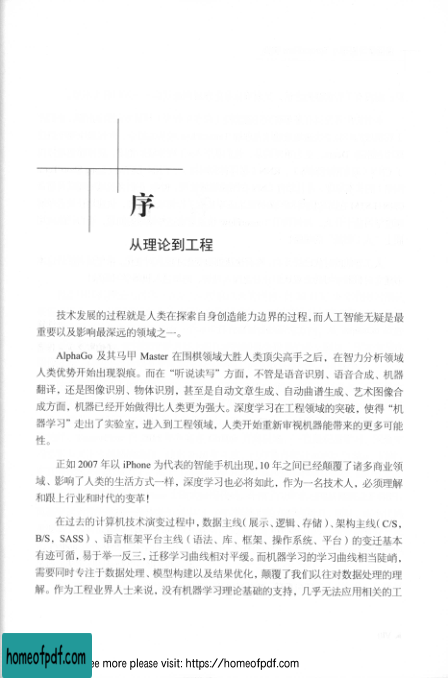 序
从理论到工程
技术发展的过程就是人类在探索自身创造能力边界的过程,而人工智能无疑是最
重要以及影响最深远的领域之一。
AlphaGo 及其马甲 Master 在围棋领域大胜人类顶尖高手之后，在智力分析领域
人类优势开始出现裂痕。而在“听说读写”方面，不管是语音识别、语音合成、机器
翻译，还是图像识别、物体识别，甚至是自动文章生成、自动曲谱生成、艺术图像合
成方面，机器已经开始做得比人类更为强大。深度学习在工程领域的突破，使得“机
器学习”走出了实验室，进入到工程领域，人类开始重新审视机器能带来的更多可能
性。
正如 2007 年以 iPhone 为代表的智能手机出现，10 年之间已经颠覆了诸多商业领
域、影响了人类的生活方式一样，深度学习也必将如此，作为一名技术人，必须理解
和跟上行业和时代的变革！
在过去的计算机技术演变过程中，数据主线（展示、逻辑、存储）、架构主线（C/S,
B/S，SASS）、语言框架平台主线（语法、库、框架、操作系统、平台）的变迁基本
有迹可循，易于举一反三，迁移学习曲线相对平缓。而机器学习的学习曲线相当陡峭，
需要同时专注于数据处理、模型构建以及结果优化，颠覆了我们以往对数据处理的理
解。作为工程业界人士来说，没有机器学习理论基础的支持，几乎无法应用相关的工
homeofpdf.com
ee more please visit: https://homeofpdf.com